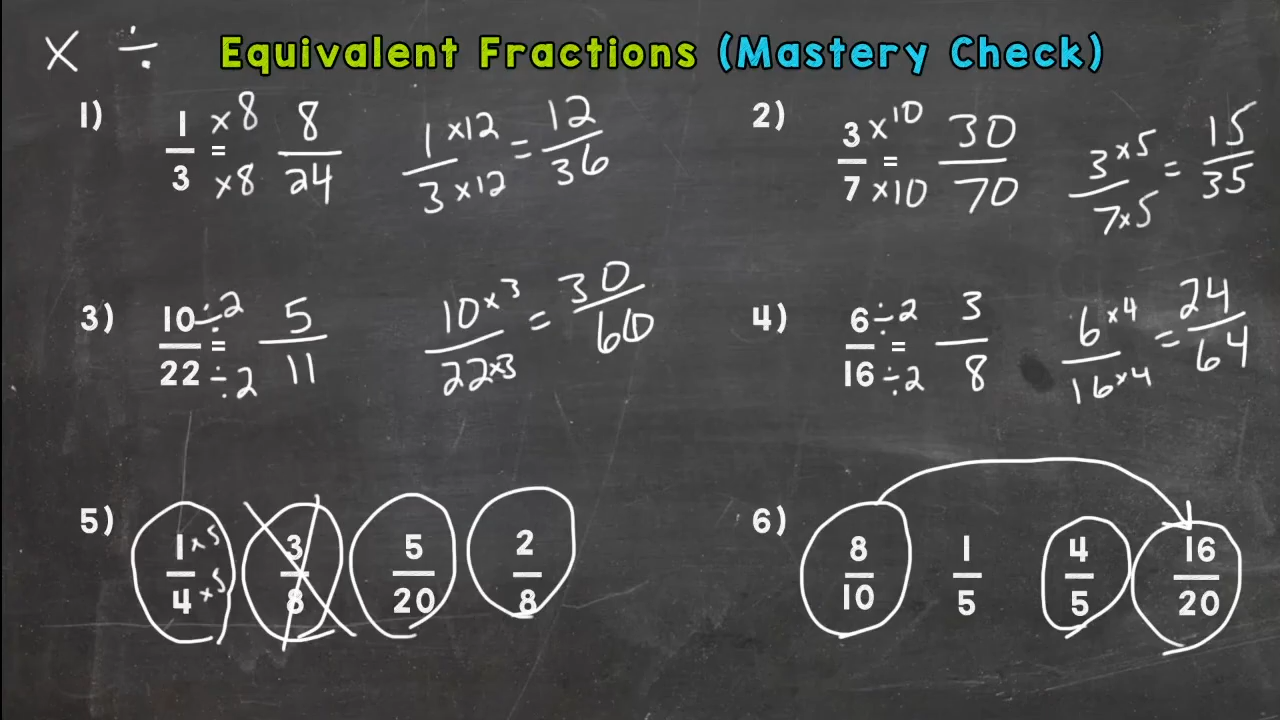 × ÷ Equivalent Fractions (Mastery Check)
1) 1/3 ×8 ×8 = 8/24 1×12/3×12 = 12/36
2) 3/7 ×10 ×10 = 30/70 3×5/7×5 = 15/35
3) 10/22 ÷2 ÷2 = 5/11 10×3/22×3 = 30/66
4) 6/16 ÷2 ÷2 = 3/8 6×4/16×4 = 24/64
5) 1×5/4×5 3/8 5/20 2/8
6) 8/10 1/5 4/5 16/20